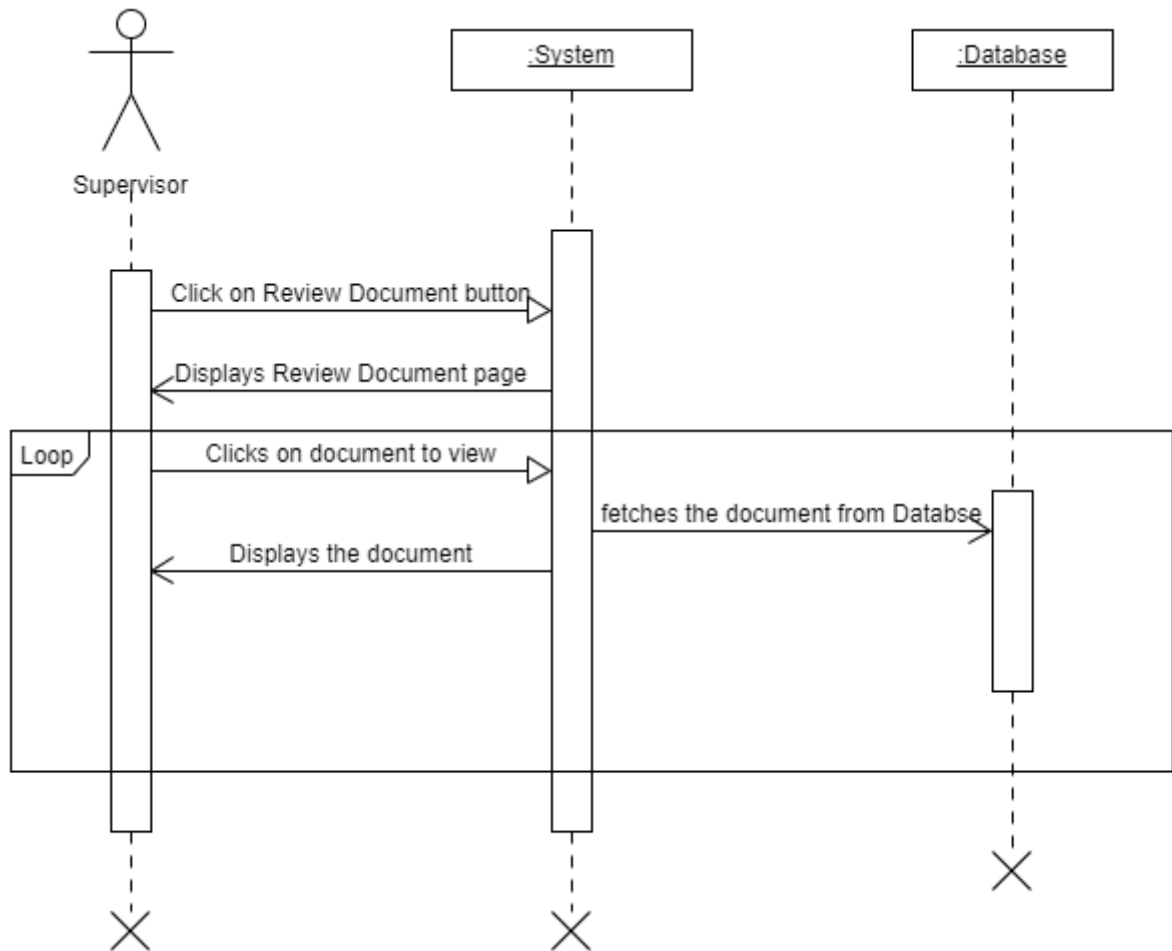 :System
:Database
Supervisor
Click on Review Document button
Displays Review Document page
Loop
Clicks on document to view
fetches the document from Databse
Displays the document